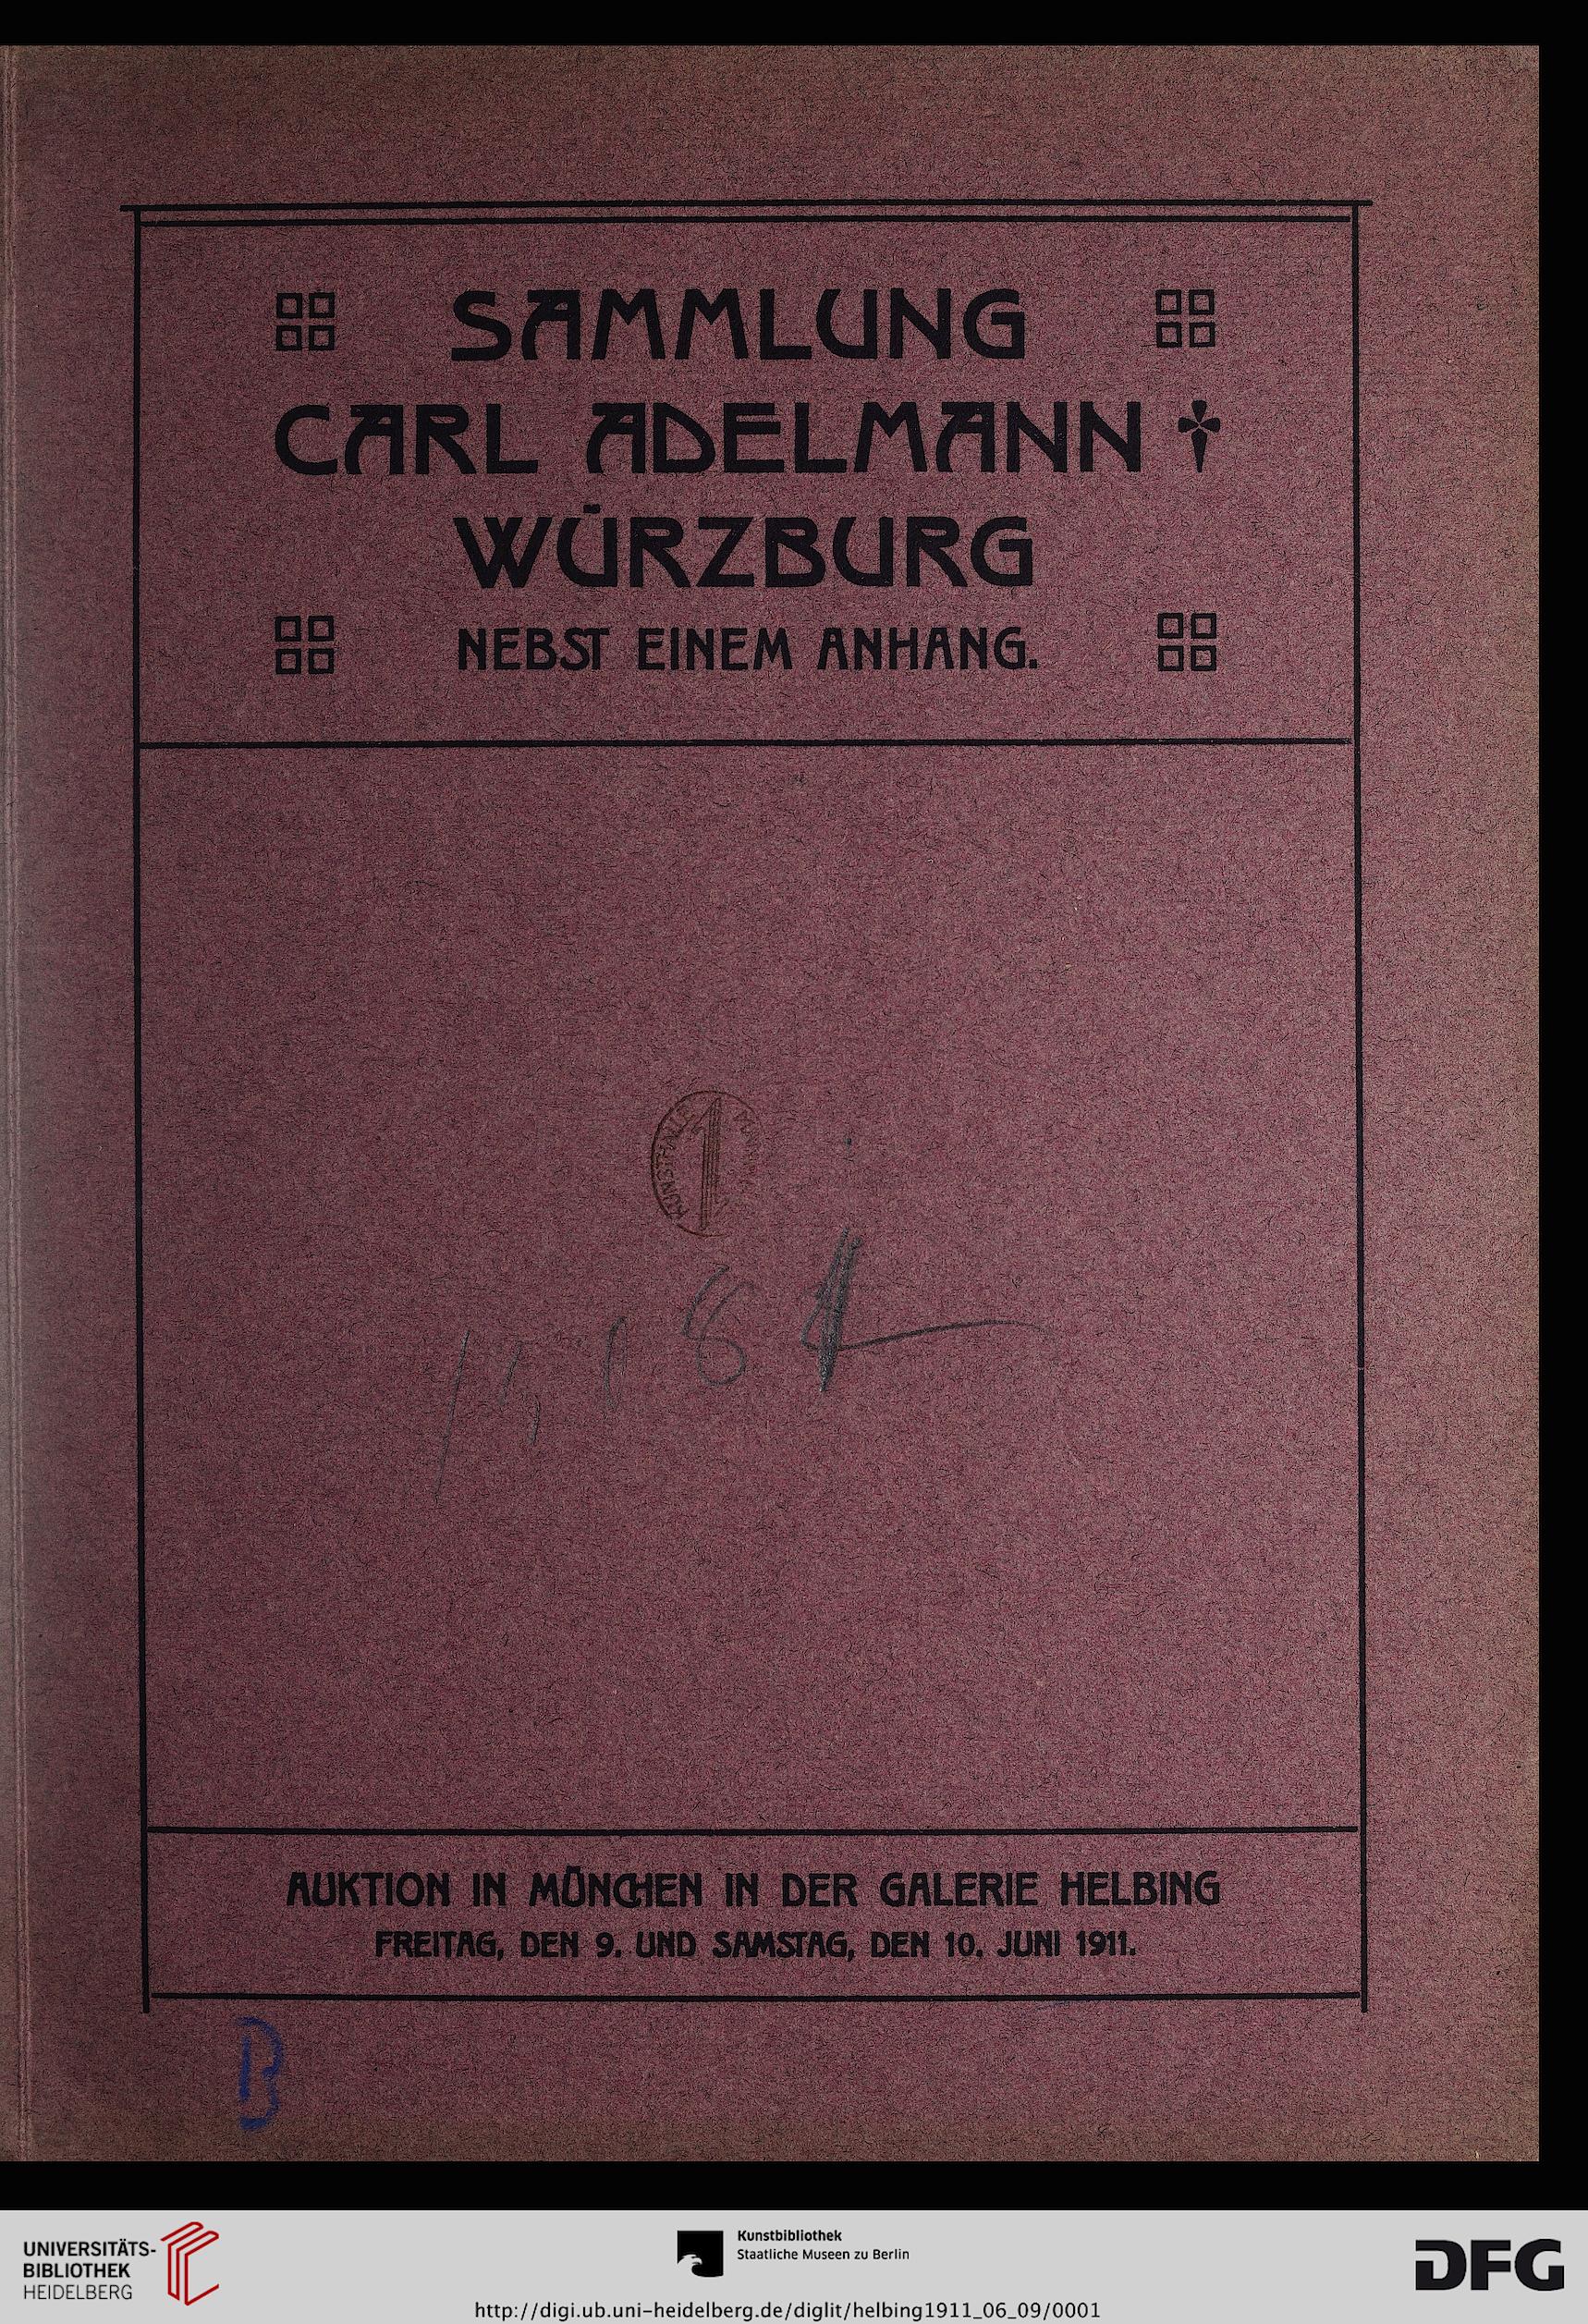 SAMMLUNG
CARL ADELMANN †
WÜRZBURG
NEBST EINEM ANHANG.
KUNSTHALLE
AUKTION IN MÜNCHEN IN DER GALERIE HELBING
FREITAG, DEN 9. UND SAMSTAG, DEN 10. JUNI 1911.
B
UNIVERSITÄTS-
BIBLIOTHEK
HEIDELBERG
Kunstbibliothek
Staatliche Museen zu Berlin
DFG
http://digi.ub.uni-heidelberg.de/diglit/helbing1911_06_09/0001